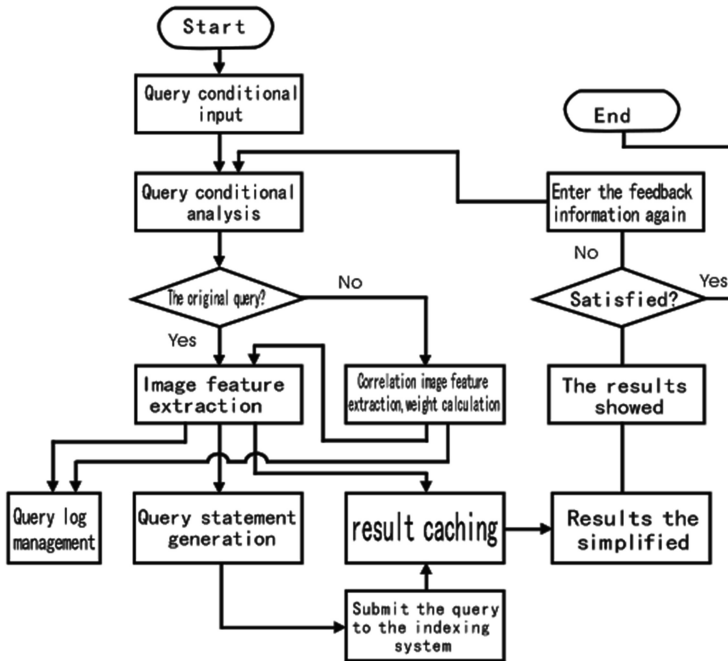 Start
Query conditional
input
End
Query conditional
analysis
Enter the feedback
information again
No
No
Yes
The original query?
Satisfied?
Yes
Image feature
extraction
Correlation image feature
extraction, weight calculation
The results
showed
Query log
management
Query statement
generation
result caching
Results the
simplified
Submit the query
to the indexing
system